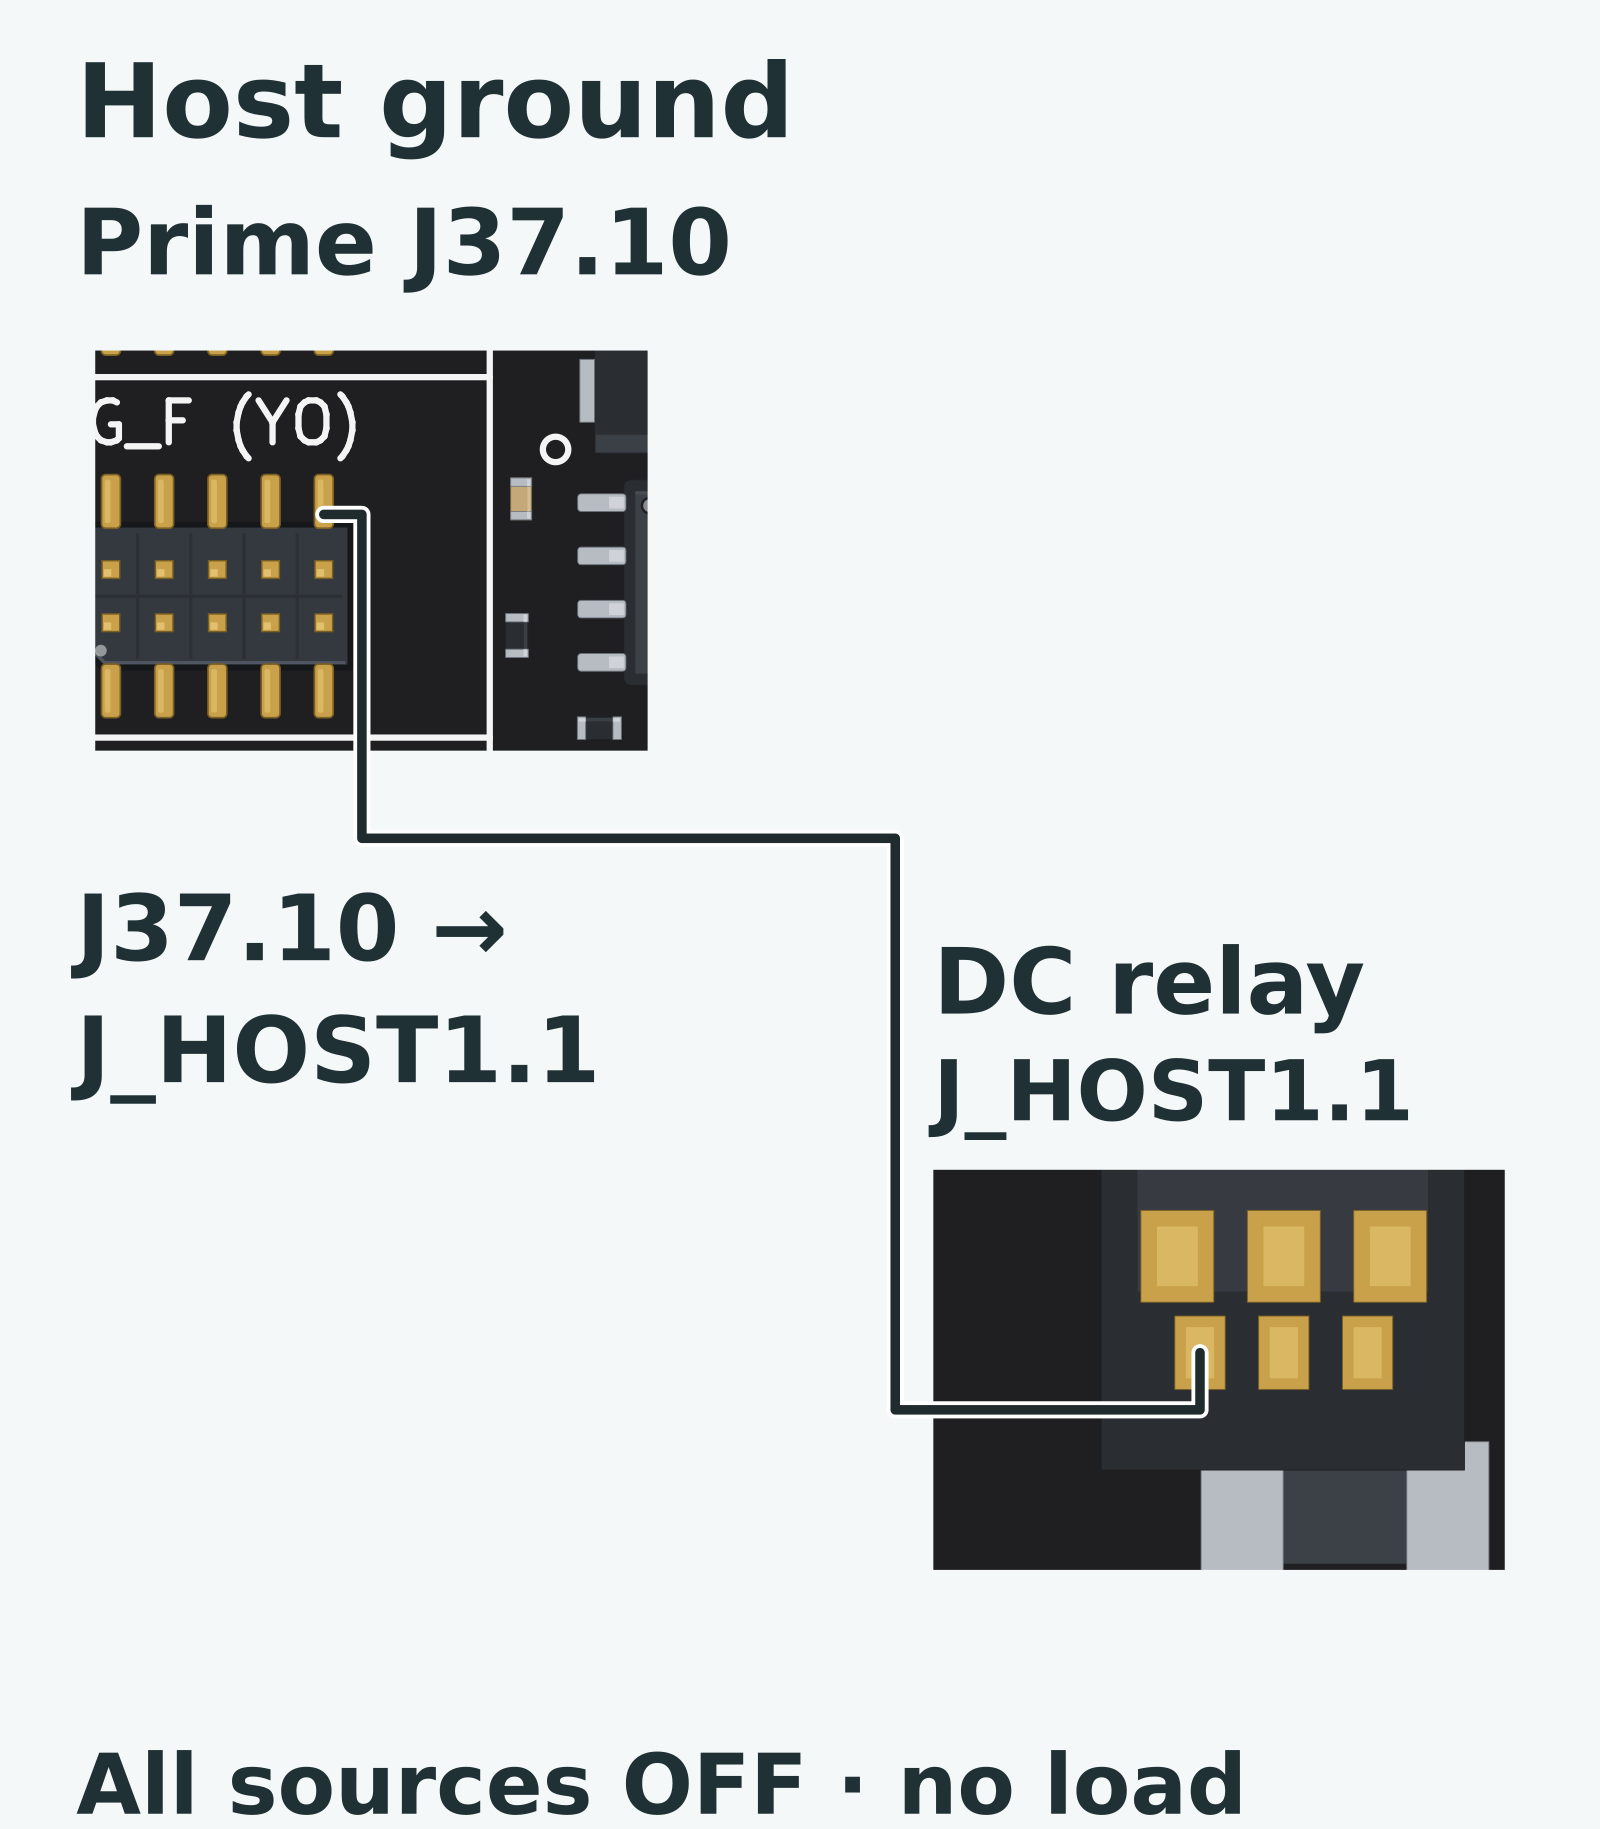 Host ground
Prime J37.10
G_F (YO)
J37.10 →
J_HOST1.1
DC relay
J_HOST1.1
All sources OFF · no load